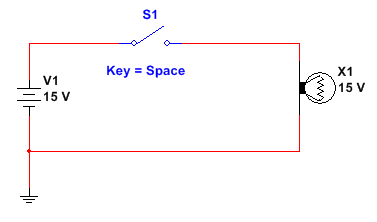 S1
Key = Space
V1
15 V
X1
15 V